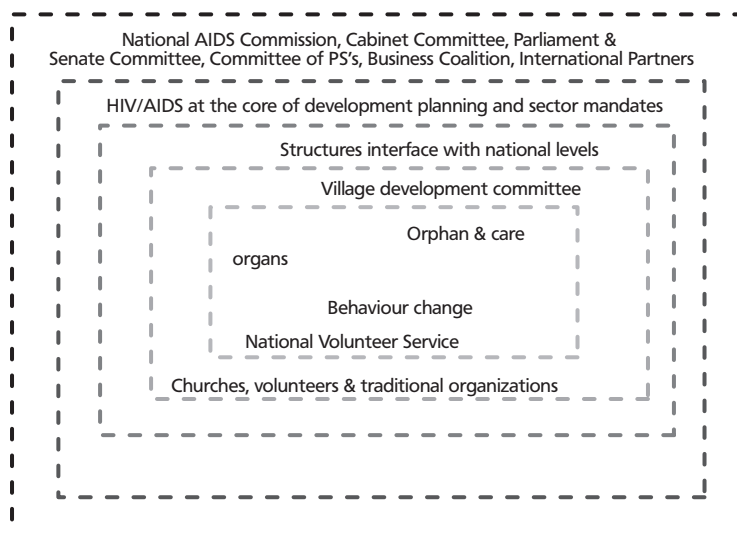 National AIDS Commission, Cabinet Committee, Parliament &
Senate Committee, Committee of PS's, Business Coalition, International Partners
HIV/AIDS at the core of development planning and sector mandates
Structures interface with national levels
Village development committee
Orphan & care
organs
Behaviour change
National Volunteer Service
Churches, volunteers & traditional organizations